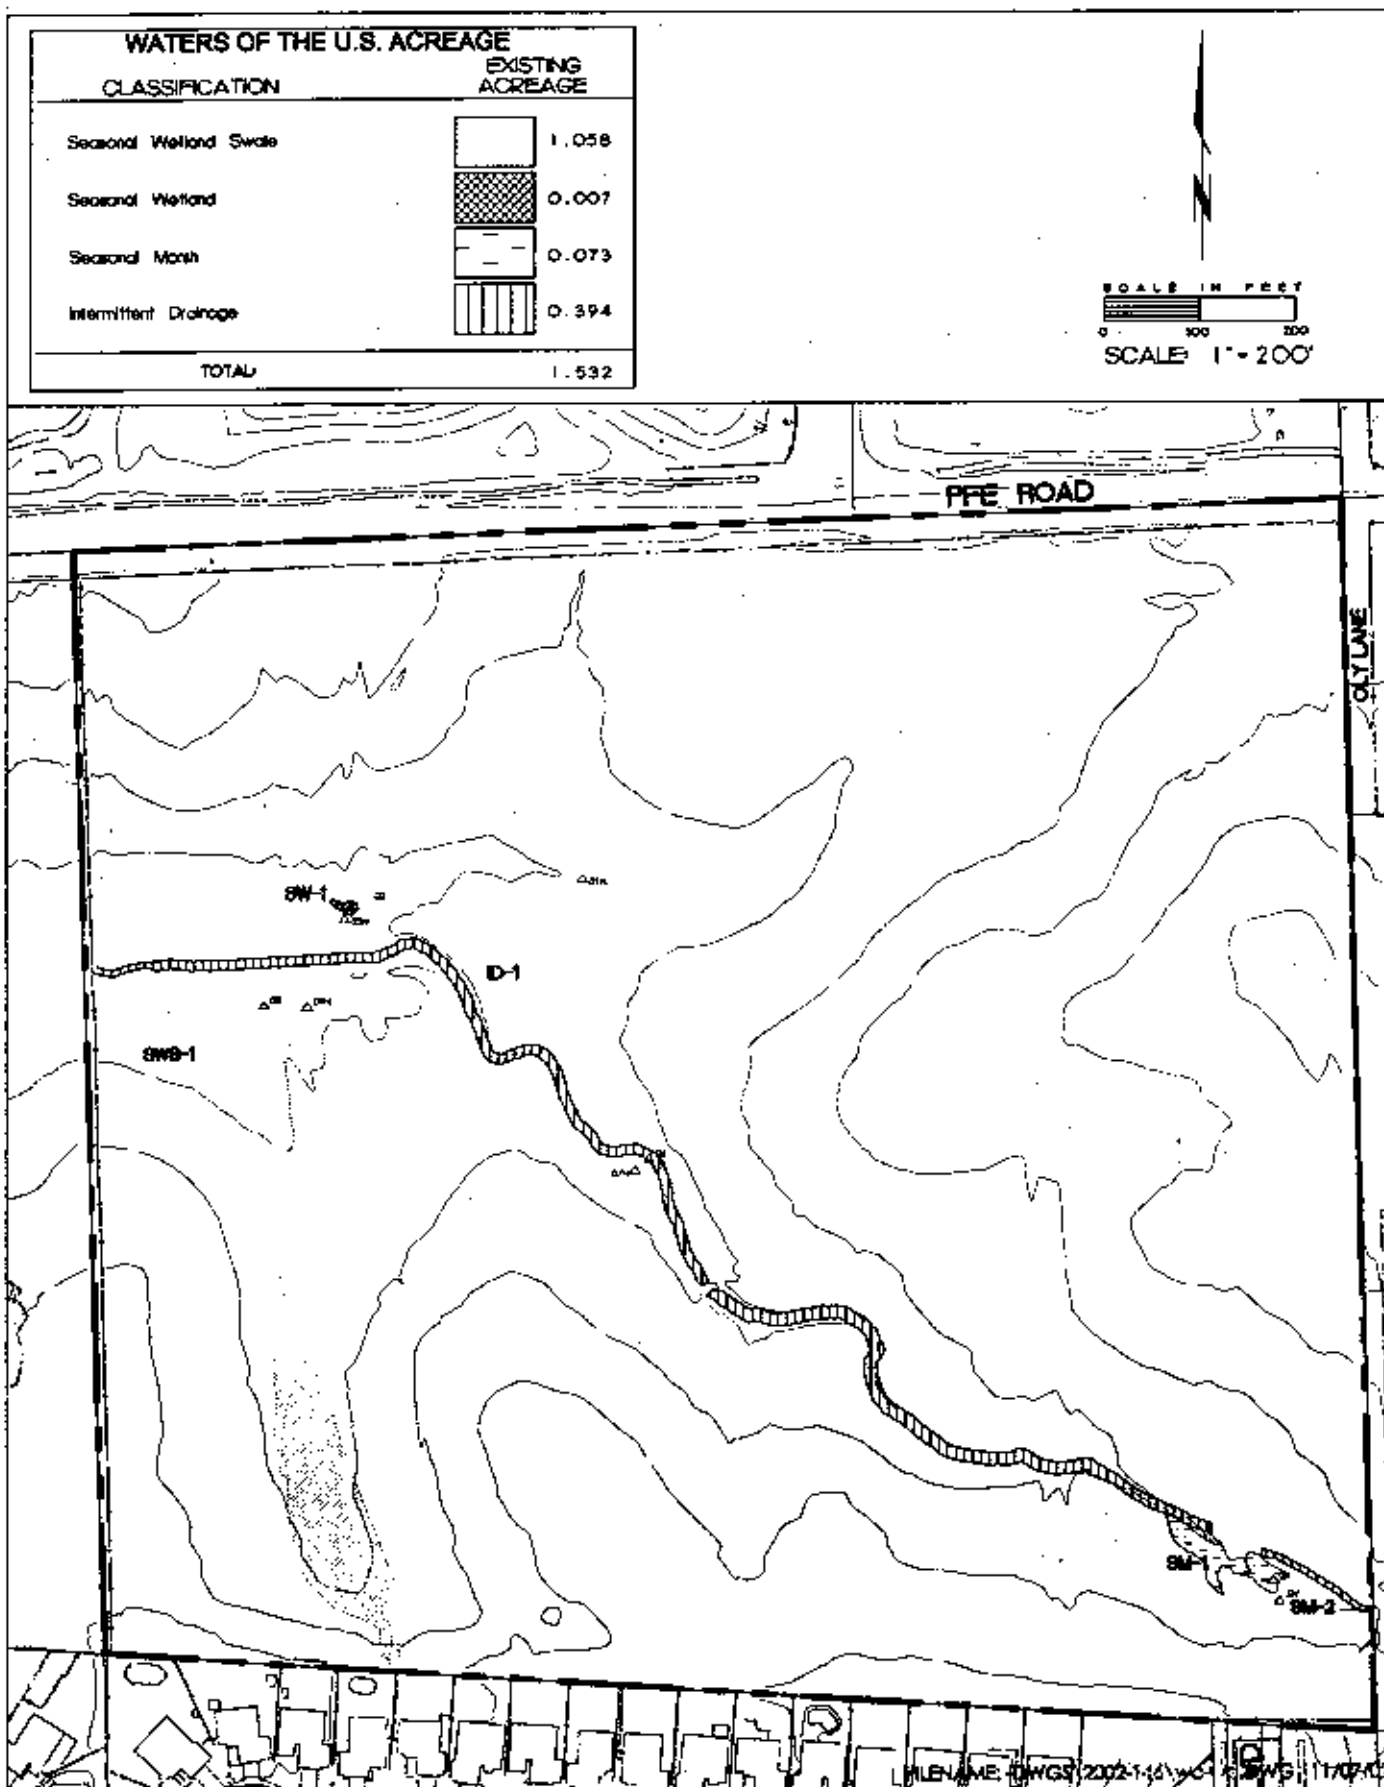 WATERS OF THE U.S. ACREAGE
CLASSIFICATION EXISTING ACREAGE
Seasonal Wetland Swale 1.058
Seasonal Wetland 0.007
Seasonal Marsh 0.073
Intermittent Drainage 0.394
TOTAL 1.532
N
SCALE IN FEET
0 100 200
SCALE: 1"=200'
PFE ROAD
OLY LANE
SW-1
ID-1
SWS-1
SM-1
SM-2